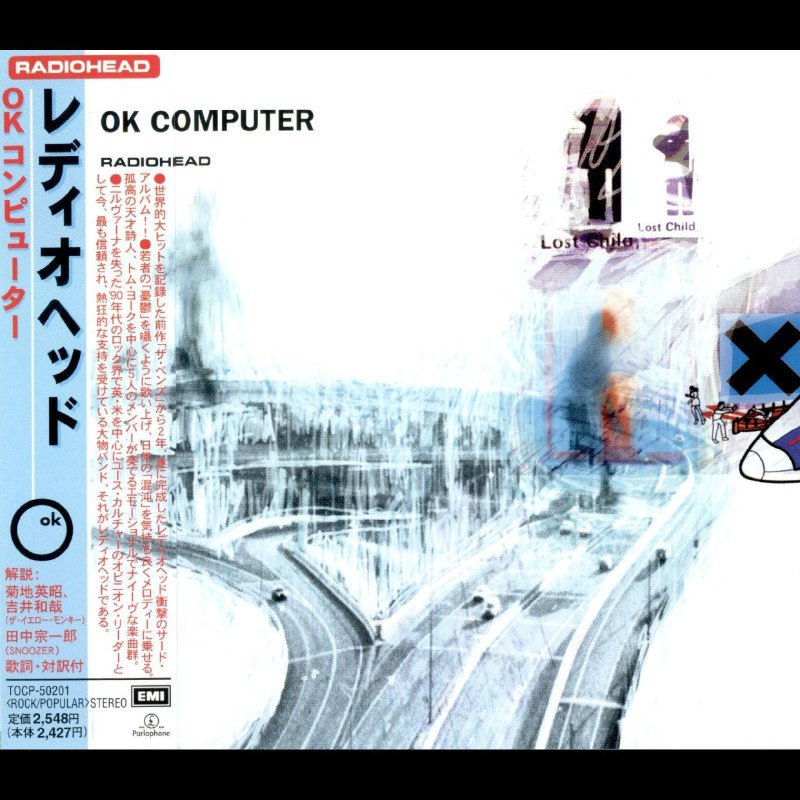 RADIOHEAD
レディオヘッド
OK コンピューター
ok
解説:
菊地英昭、
吉井和哉
(ザ・イエロー・モンキー)
田中宗一郎
(SNOOZER)
歌詞・対訳付
TOCP-50201
〈ROCK/POPULAR〉STEREO
定価2,548円
(本体 2,427円)
EMI
Parlophone
OK COMPUTER
RADIOHEAD
●世界的大ヒットを記録した前作「ザ・ベンズ」から2年、遂に完成したレディオヘッド衝撃のサード・
アルバム！！●若者の「憂鬱」を囁くように歌い上げ、日常の「混沌」を気持ち良くメロディーに乗せる。
孤高の天才詩人、トム・ヨークを中心に5人のメンバーが奏でるエモーショナルでナイーヴな楽曲群。
●ニルヴァーナを失った'90年代のロック界で英・米を中心にユース・カルチャーのオピニオン・リーダーと
して今、最も信頼され、熱狂的な支持を受けている大物バンド、それがレディオヘッドである。
Lost Child
Lost Child